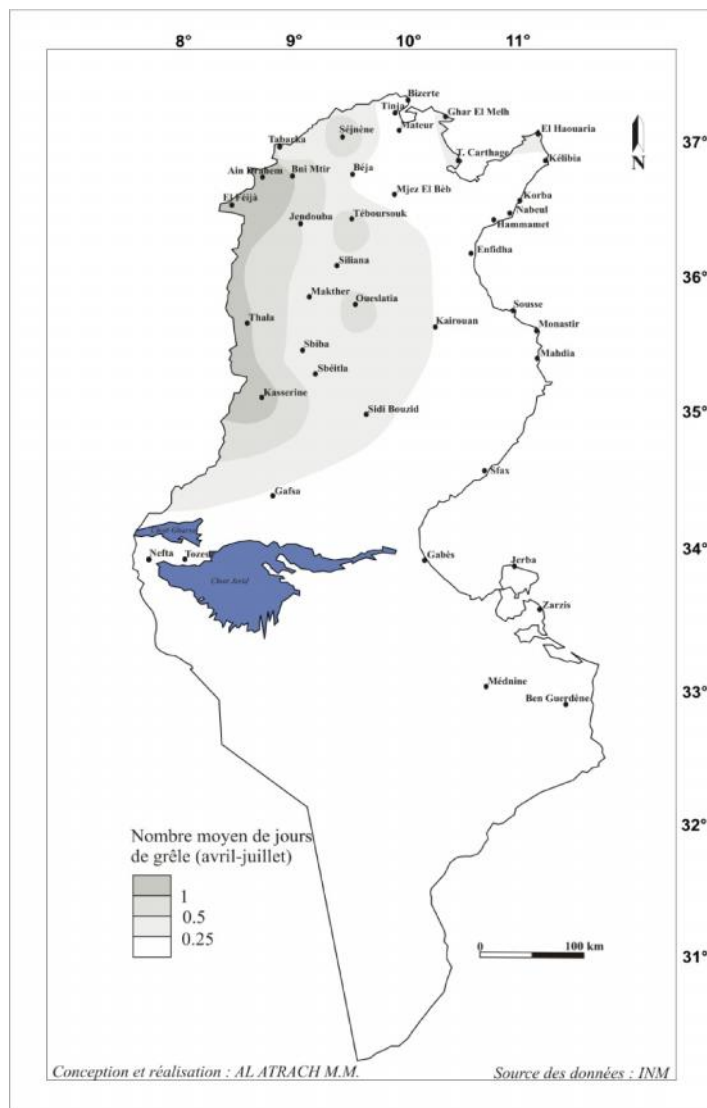 8° 9° 10° 11°
Bizerte
Tinja
Ghar El Melh
Mateur
Séjnène
El Haouaria
Tabarka
37°
N
T. Carthage
Kélibia
Ain Drahem
Bni Mtir
Béja
Mjez El Bèb
El Féijà
Korba
Nabeul
Jendouba
Téboursouk
Hammamet
Enfidha
Siliana
36°
Makther
Oueslatia
Sousse
Thala
Kairouan
Monastir
Sbiba
Mahdia
Sbéitla
Kasserine
Sidi Bouzid
35°
Sfax
Gafsa
34°
Nefta
Gabès
Jerba
Chott Jerid
Zarzis
33°
Médnine
Ben Guerdène
32°
Nombre moyen de jours
de grêle (avril-juillet)
1
0.5
0.25
0 100 km
31°
Conception et réalisation : AL ATRACH M.M. Source des données : INM